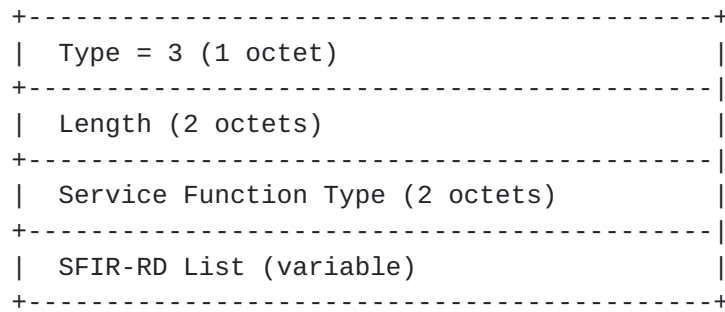 +--------------------------------------------+
|  Type = 3 (1 octet)                        |
+--------------------------------------------|
|  Length (2 octets)                         |
+--------------------------------------------|
|  Service Function Type (2 octets)          |
+--------------------------------------------|
|  SFIR-RD List (variable)                   |
+--------------------------------------------+